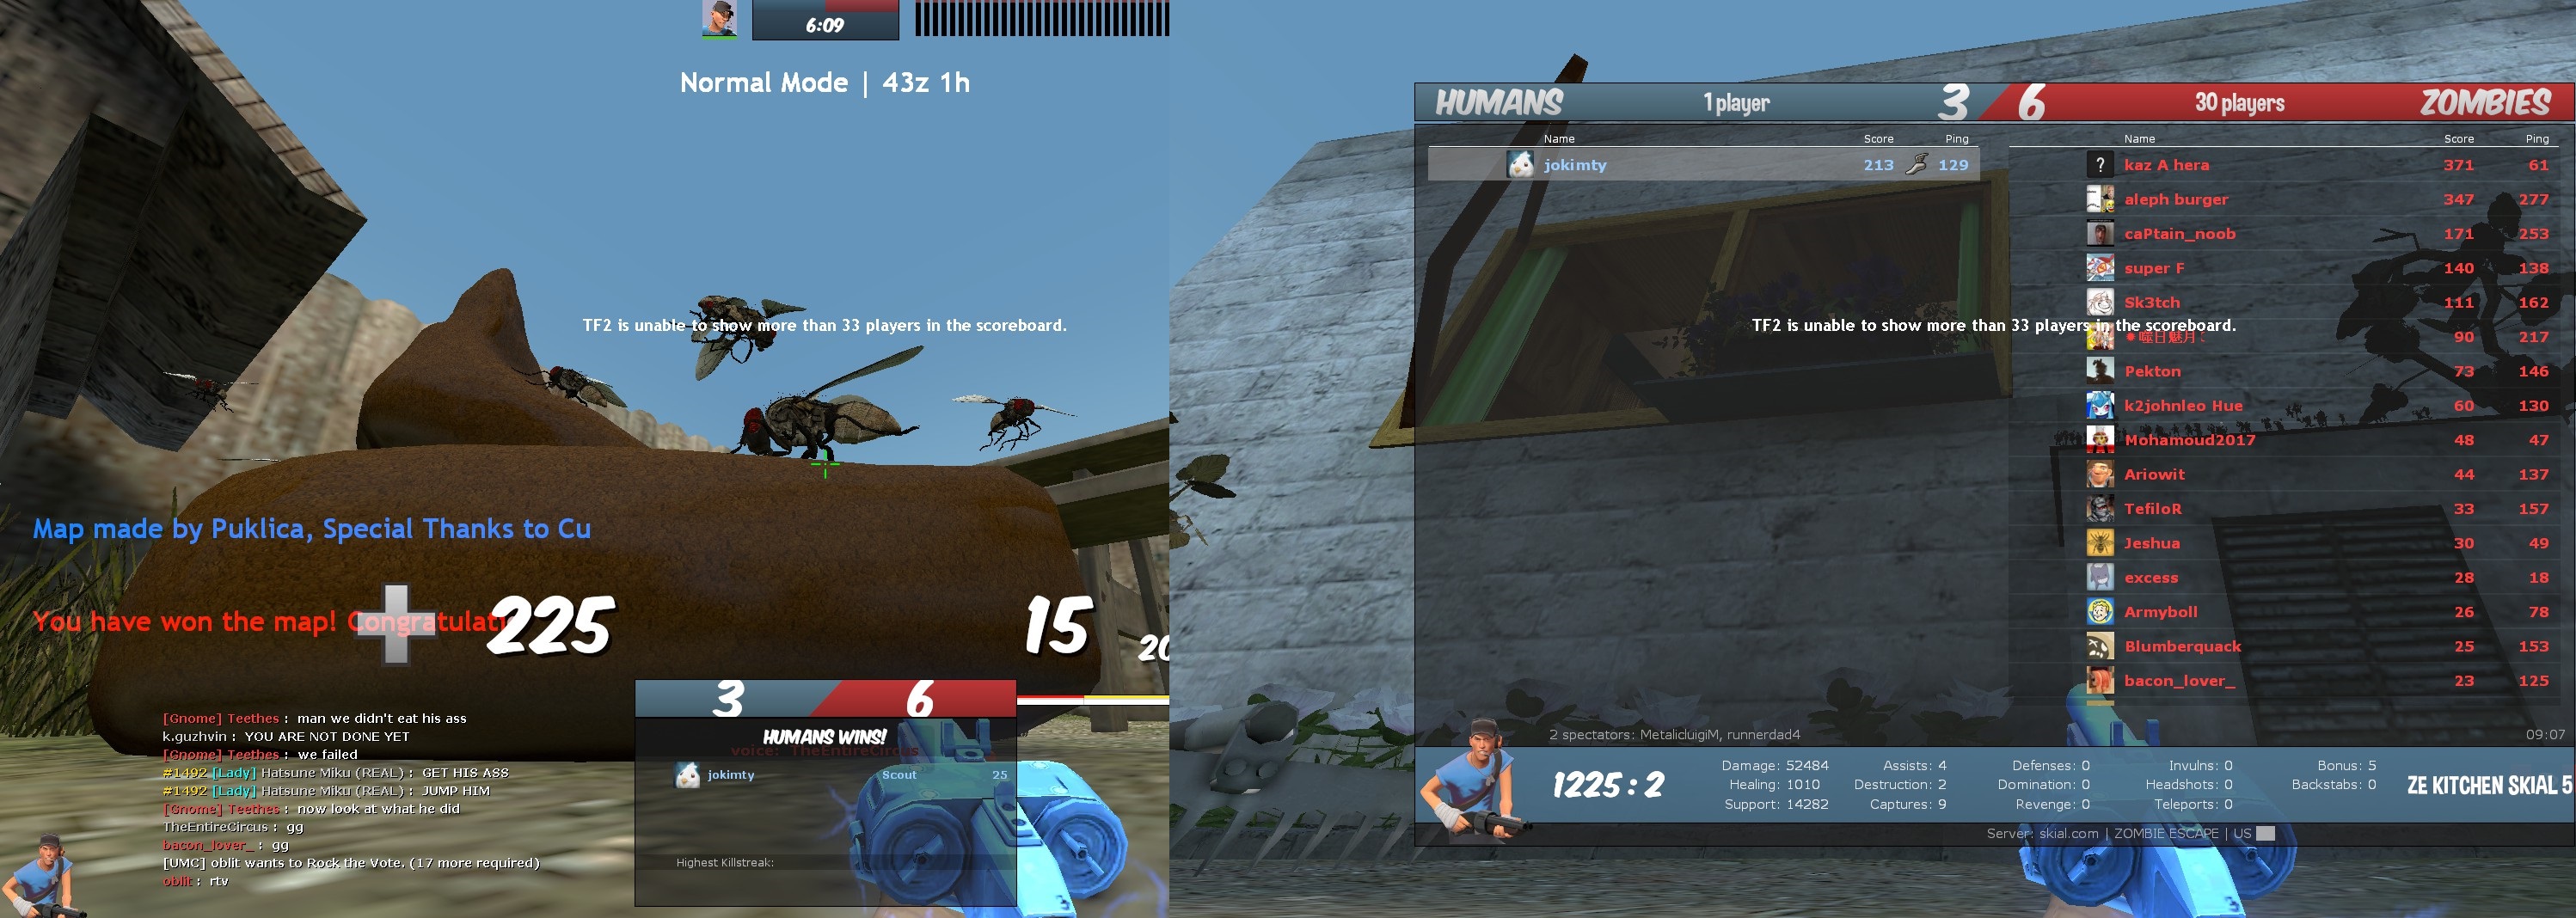 6:09
Normal Mode | 43z 1h
TF2 is unable to show more than 33 players in the scoreboard.
Map made by Puklica, Special Thanks to Cu
You have won the map! Congratulati
225
15
20
3 6
HUMANS WINS!
voice: TheEntireCircus
jokimty Scout 25
Highest Killstreak:
[Gnome] Teethes : man we didn't eat his ass
k.guzhvin : YOU ARE NOT DONE YET
[Gnome] Teethes : we failed
#1492 [Lady] Hatsune Miku (REAL) : GET HIS ASS
#1492 [Lady] Hatsune Miku (REAL) : JUMP HIM
[Gnome] Teethes : now look at what he did
TheEntireCircus : gg
bacon_lover_ : gg
[UMC] oblit wants to Rock the Vote. (17 more required)
oblit : rtv
HUMANS 1 player 3 6 30 players ZOMBIES
Name Score Ping
jokimty 213 129
Name Score Ping
? kaz A hera 371 61
aleph burger 347 277
caPtain_noob 171 253
super F 140 138
Sk3tch 111 162
TF2 is unable to show more than 33 players in the scoreboard.
90 217
Pekton 73 146
k2johnleo Hue 60 130
Mohamoud2017 48 47
Ariowit 44 137
TefiloR 33 157
Jeshua 30 49
excess 28 18
Armyboll 26 78
Blumberquack 25 153
bacon_lover_ 23 125
2 spectators: MetalicluigiM, runnerdad4 09:07
1225 : 2
Damage: 52484 Assists: 4 Defenses: 0 Invulns: 0 Bonus: 5
Healing: 1010 Destruction: 2 Domination: 0 Headshots: 0 Backstabs: 0
Support: 14282 Captures: 9 Revenge: 0 Teleports: 0
ZE KITCHEN SKIAL 5
Server: skial.com | ZOMBIE ESCAPE | US